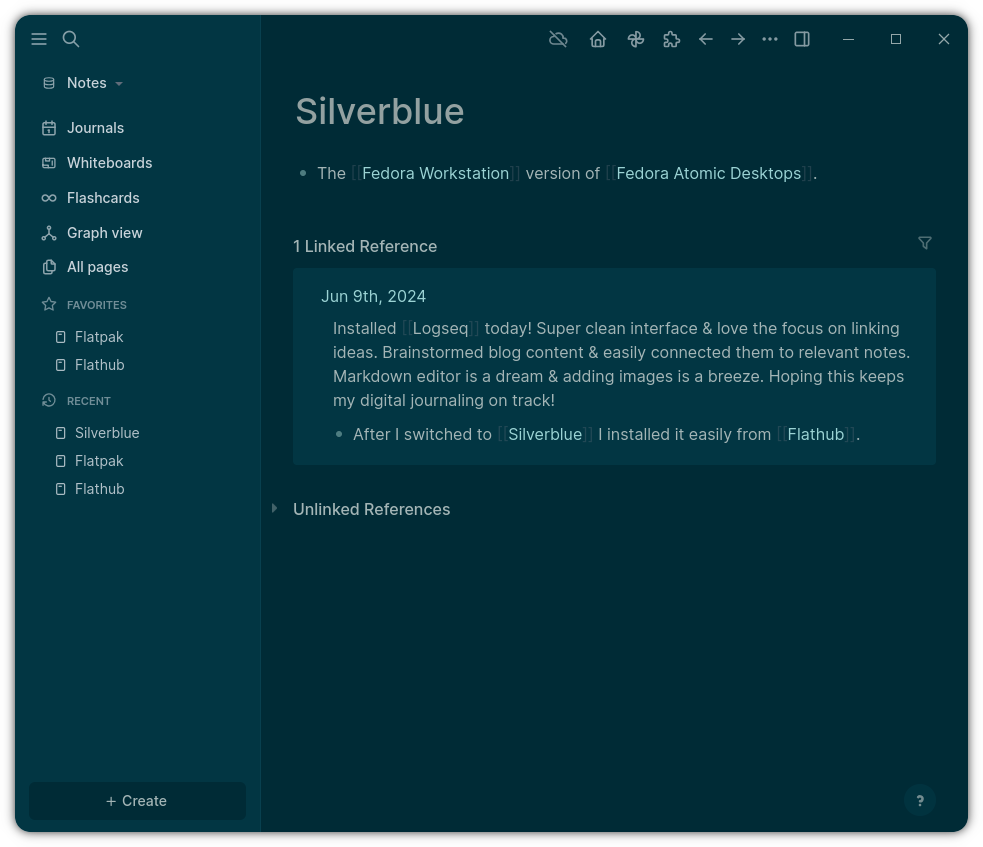 Notes
Journals
Whiteboards
Flashcards
Graph view
All pages
FAVORITES
Flatpak
Flathub
RECENT
Silverblue
Flatpak
Flathub
+ Create
Silverblue
The [[Fedora Workstation]] version of [[Fedora Atomic Desktops]].
1 Linked Reference
Jun 9th, 2024
Installed [[Logseq]] today! Super clean interface & love the focus on linking
ideas. Brainstormed blog content & easily connected them to relevant notes.
Markdown editor is a dream & adding images is a breeze. Hoping this keeps
my digital journaling on track!
After I switched to [[Silverblue]] I installed it easily from [[Flathub]].
Unlinked References
?